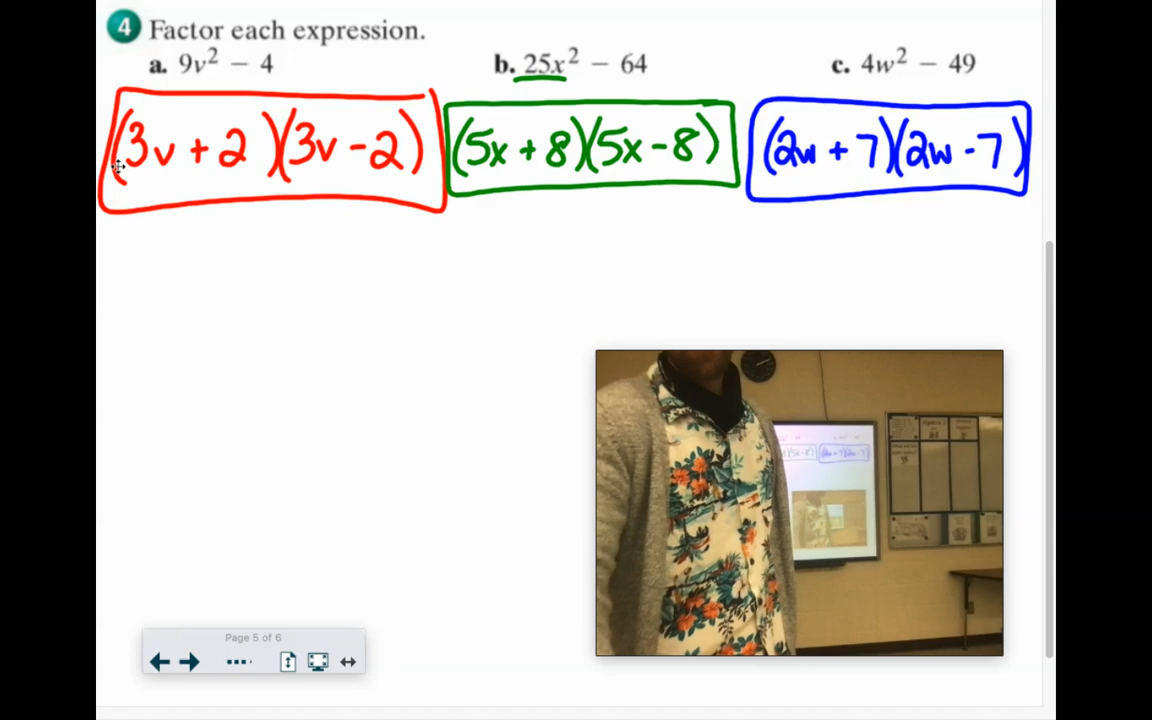 4 Factor each expression.
a. 9v² − 4 b. 25x² − 64 c. 4w² − 49
(3v + 2)(3v − 2) (5x + 8)(5x − 8) (2w + 7)(2w − 7)
Page 5 of 6